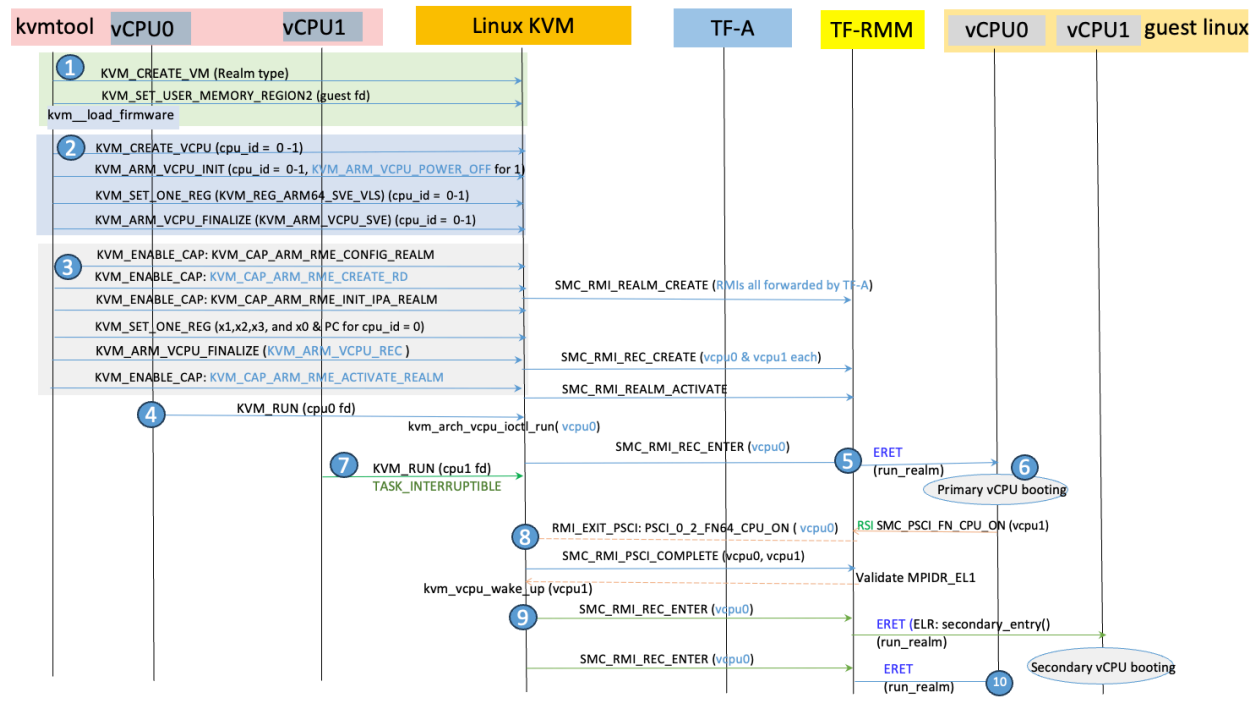 kvmtool vCPU0 vCPU1 Linux KVM TF-A TF-RMM vCPU0 vCPU1 guest linux
1
KVM_CREATE_VM (Realm type)
KVM_SET_USER_MEMORY_REGION2 (guest fd)
kvm__load_firmware
2
KVM_CREATE_VCPU (cpu_id = 0 -1)
KVM_ARM_VCPU_INIT (cpu_id = 0-1, KVM_ARM_VCPU_POWER_OFF for 1)
KVM_SET_ONE_REG (KVM_REG_ARM64_SVE_VLS) (cpu_id = 0-1)
KVM_ARM_VCPU_FINALIZE (KVM_ARM_VCPU_SVE) (cpu_id = 0-1)
3
KVM_ENABLE_CAP: KVM_CAP_ARM_RME_CONFIG_REALM
KVM_ENABLE_CAP: KVM_CAP_ARM_RME_CREATE_RD
SMC_RMI_REALM_CREATE (RMIs all forwarded by TF-A)
KVM_ENABLE_CAP: KVM_CAP_ARM_RME_INIT_IPA_REALM
KVM_SET_ONE_REG (x1,x2,x3, and x0 & PC for cpu_id = 0)
KVM_ARM_VCPU_FINALIZE (KVM_ARM_VCPU_REC )
SMC_RMI_REC_CREATE (vcpu0 & vcpu1 each)
KVM_ENABLE_CAP: KVM_CAP_ARM_RME_ACTIVATE_REALM
SMC_RMI_REALM_ACTIVATE
4
KVM_RUN (cpu0 fd)
kvm_arch_vcpu_ioctl_run( vcpu0)
SMC_RMI_REC_ENTER (vcpu0)
5
ERET
(run_realm)
6
Primary vCPU booting
7
KVM_RUN (cpu1 fd)
TASK_INTERRUPTIBLE
8
RMI_EXIT_PSCI: PSCI_0_2_FN64_CPU_ON ( vcpu0)
RSI SMC_PSCI_FN_CPU_ON (vcpu1)
SMC_RMI_PSCI_COMPLETE (vcpu0, vcpu1)
Validate MPIDR_EL1
kvm_vcpu_wake_up (vcpu1)
9
SMC_RMI_REC_ENTER (vcpu0)
ERET (ELR: secondary_entry()
(run_realm)
Secondary vCPU booting
SMC_RMI_REC_ENTER (vcpu0)
ERET
(run_realm)
10